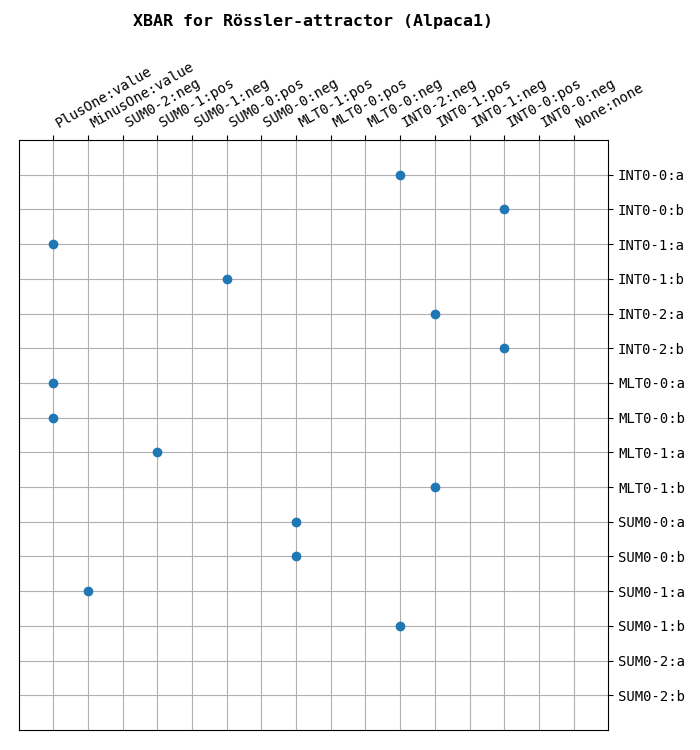 XBAR for Rössler-attractor (Alpaca1)
PlusOne:value
MinusOne:value
SUM0-2:neg
SUM0-1:pos
SUM0-1:neg
SUM0-0:pos
SUM0-0:neg
MLT0-1:pos
MLT0-0:pos
MLT0-0:neg
INT0-2:neg
INT0-1:pos
INT0-1:neg
INT0-0:pos
INT0-0:neg
None:none
INT0-0:a
INT0-0:b
INT0-1:a
INT0-1:b
INT0-2:a
INT0-2:b
MLT0-0:a
MLT0-0:b
MLT0-1:a
MLT0-1:b
SUM0-0:a
SUM0-0:b
SUM0-1:a
SUM0-1:b
SUM0-2:a
SUM0-2:b